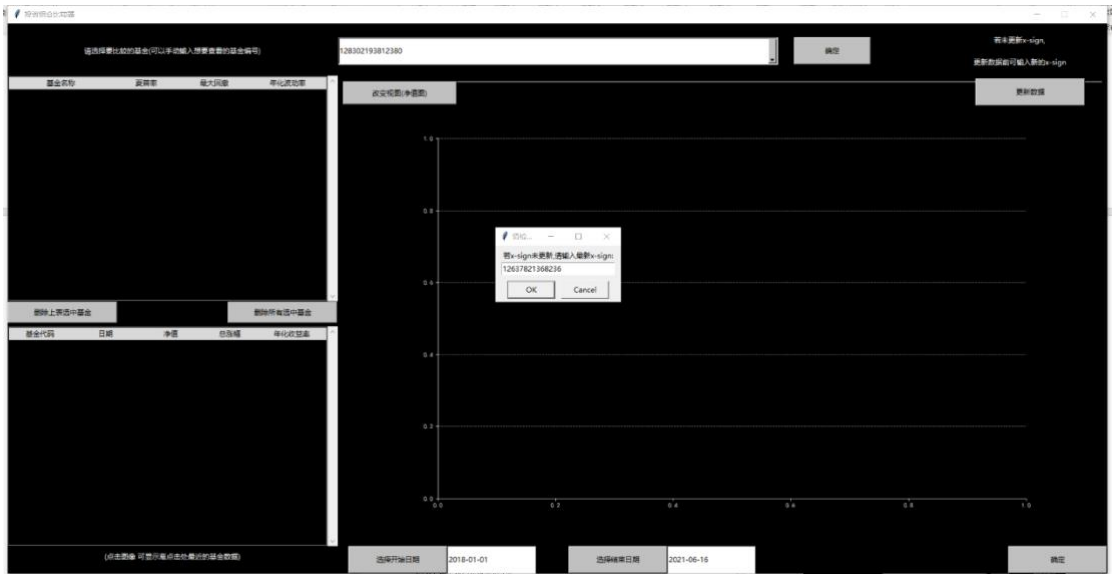 投资组合比较器
请选择要比较的基金(可以手动输入想要查看的基金编号)
128302193812380
确定
若未更新x-sign,
更新数据前可输入新的x-sign
更新数据
基金名称 夏普率 最大回撤 年化波动率
改变视图(净值图)
1.0
0.8
0.6
0.4
0.2
0.0
0.0 0.2 0.4 0.6 0.8 1.0
若x-sign未更新,请输入最新x-sign:
12637821368236
OK Cancel
删除上表选中基金 删除所有选中基金
基金代码 日期 净值 总涨幅 年化收益率
(点击图像 可显示离点击处最近的基金数据)
选择开始日期 2018-01-01 选择结束日期 2021-06-16 确定